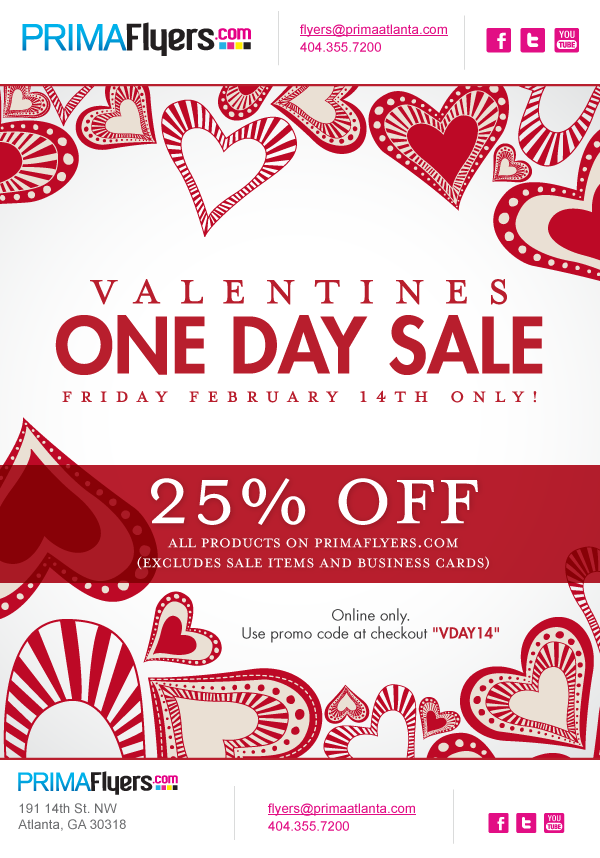 PRIMAFlyers.com
flyers@primaatlanta.com
404.355.7200
f t YOU TUBE
VALENTINES
ONE DAY SALE
FRIDAY FEBRUARY 14TH ONLY!
25% OFF
ALL PRODUCTS ON PRIMAFLYERS.COM
(EXCLUDES SALE ITEMS AND BUSINESS CARDS)
Online only.
Use promo code at checkout "VDAY14"
PRIMAFlyers.com
191 14th St. NW
Atlanta, GA 30318
flyers@primaatlanta.com
404.355.7200
f t YOU TUBE